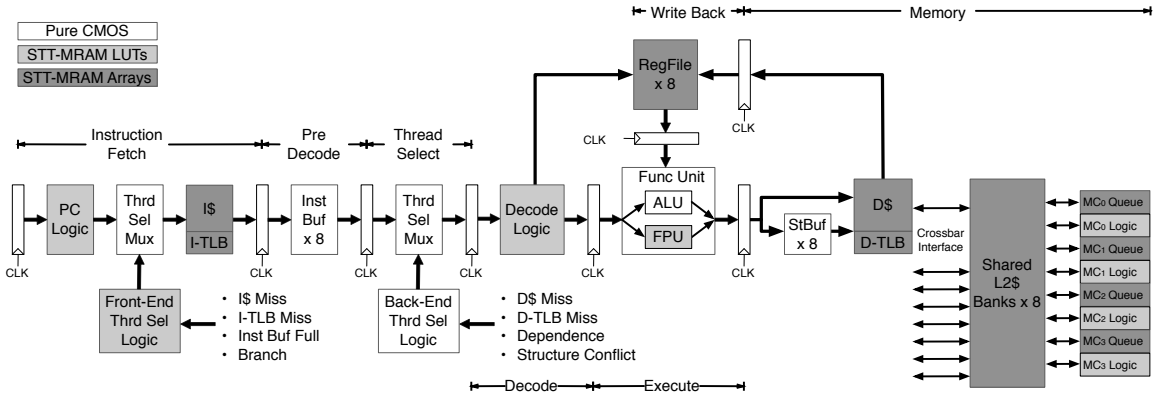 Pure CMOS
STT-MRAM LUTs
STT-MRAM Arrays
Write Back
Memory
RegFile
x 8
CLK
CLK
Instruction
Fetch
Pre
Decode
Thread
Select
Func Unit
ALU
FPU
PC
Logic
Thrd
Sel
Mux
I$
I-TLB
Inst
Buf
x 8
Thrd
Sel
Mux
Decode
Logic
StBuf
x 8
D$
D-TLB
Crossbar
Interface
Shared
L2$
Banks x 8
MC0 Queue
MC0 Logic
MC1 Queue
MC1 Logic
MC2 Queue
MC2 Logic
MC3 Queue
MC3 Logic
CLK
CLK
CLK
CLK
CLK
CLK
Front-End
Thrd Sel
Logic
• I$ Miss
• I-TLB Miss
• Inst Buf Full
• Branch
Back-End
Thrd Sel
Logic
• D$ Miss
• D-TLB Miss
• Dependence
• Structure Conflict
Decode
Execute